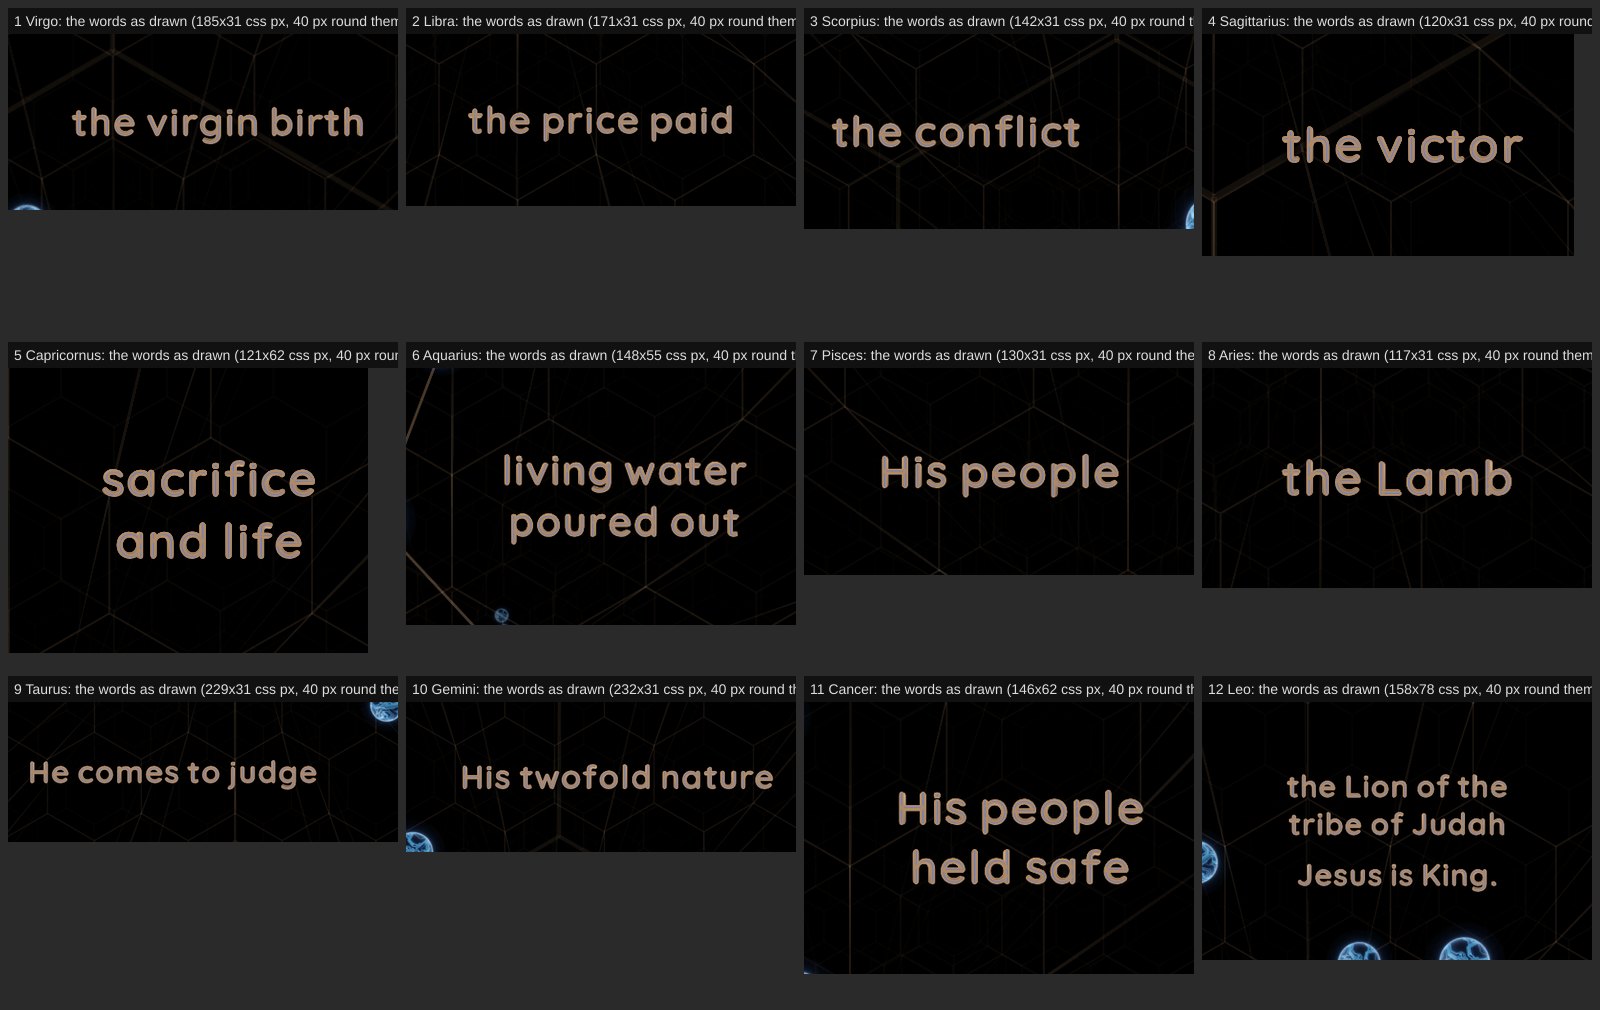 1 Virgo: the words as drawn (185x31 css px, 40 px round them
the virgin birth
2 Libra: the words as drawn (171x31 css px, 40 px round them
the price paid
3 Scorpius: the words as drawn (142x31 css px, 40 px round t
the conflict
4 Sagittarius: the words as drawn (120x31 css px, 40 px round
the victor
5 Capricornus: the words as drawn (121x62 css px, 40 px roun
sacrifice
and life
6 Aquarius: the words as drawn (148x55 css px, 40 px round t
living water
poured out
7 Pisces: the words as drawn (130x31 css px, 40 px round the
His people
8 Aries: the words as drawn (117x31 css px, 40 px round them
the Lamb
9 Taurus: the words as drawn (229x31 css px, 40 px round the
He comes to judge
10 Gemini: the words as drawn (232x31 css px, 40 px round th
His twofold nature
11 Cancer: the words as drawn (146x62 css px, 40 px round th
His people
held safe
12 Leo: the words as drawn (158x78 css px, 40 px round them
the Lion of the
tribe of Judah
Jesus is King.